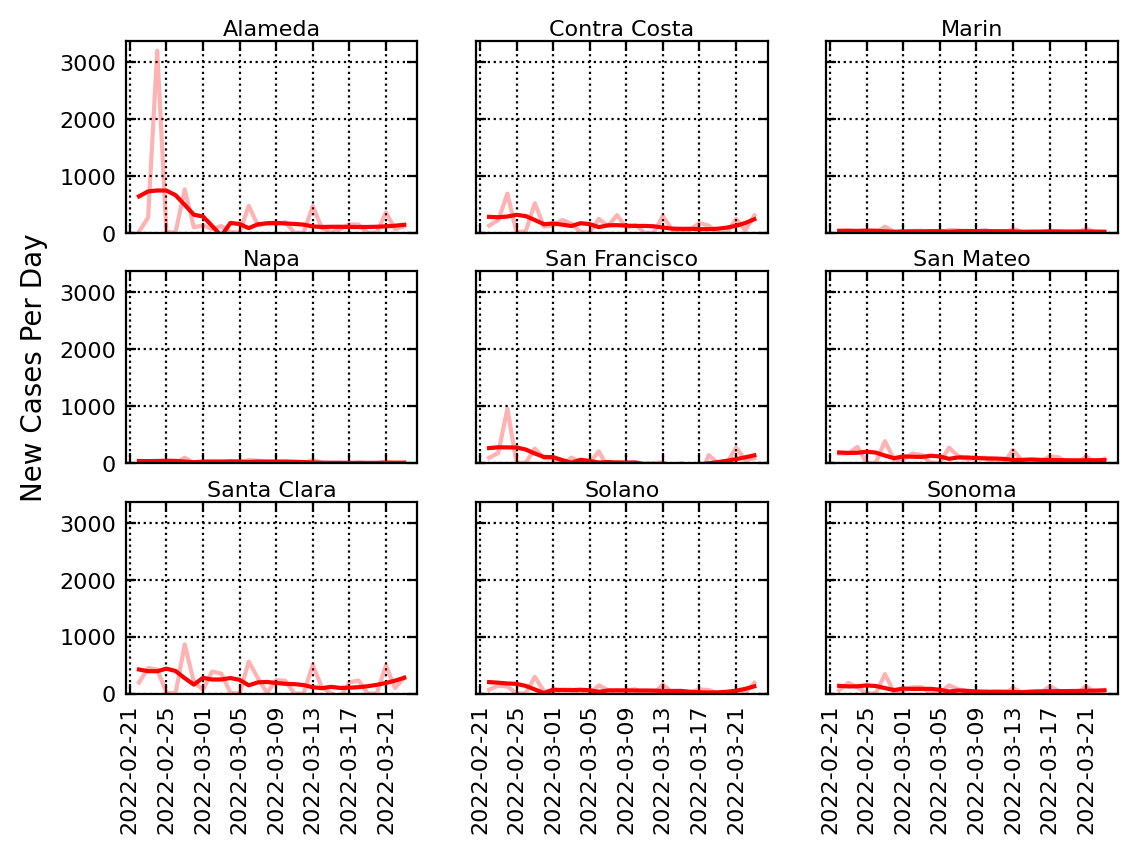 Alameda Contra Costa Marin
3000
2000
1000
0
Napa San Francisco San Mateo
3000
2000
1000
0
New Cases Per Day
Santa Clara Solano Sonoma
3000
2000
1000
0
2022-02-21 2022-02-25 2022-03-01 2022-03-05 2022-03-09 2022-03-13 2022-03-17 2022-03-21
2022-02-21 2022-02-25 2022-03-01 2022-03-05 2022-03-09 2022-03-13 2022-03-17 2022-03-21
2022-02-21 2022-02-25 2022-03-01 2022-03-05 2022-03-09 2022-03-13 2022-03-17 2022-03-21